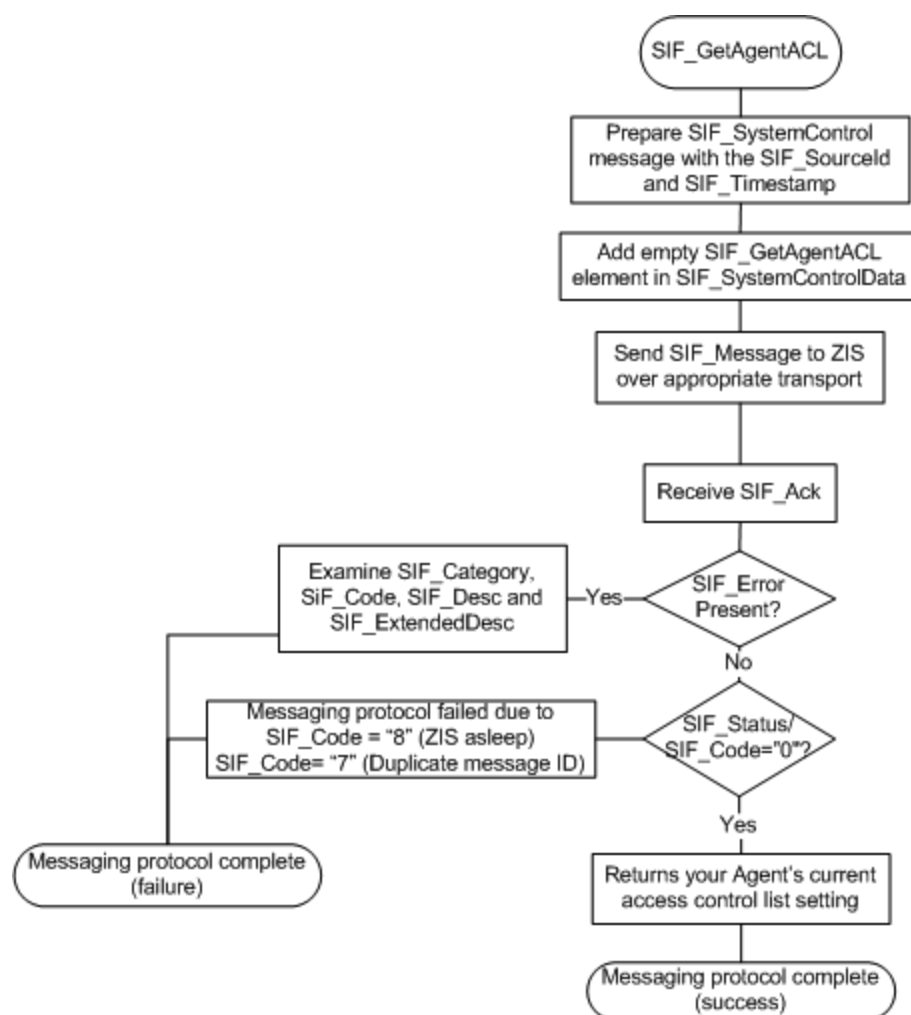 SIF_GetAgentACL
Prepare SIF_SystemControl
message with the SIF_SourceId
and SIF_Timestamp
Add empty SIF_GetAgentACL
element in SIF_SystemControlData
Send SIF_Message to ZIS
over appropriate transport
Receive SIF_Ack
SIF_Error
Present?
Yes
Examine SIF_Category,
SiF_Code, SIF_Desc and
SIF_ExtendedDesc
No
SIF_Status/
SIF_Code="0"?
Messaging protocol failed due to
SIF_Code = “8” (ZIS asleep)
SIF_Code= “7” (Duplicate message ID)
Yes
Messaging protocol complete
(failure)
Returns your Agent’s current
access control list setting
Messaging protocol complete
(success)